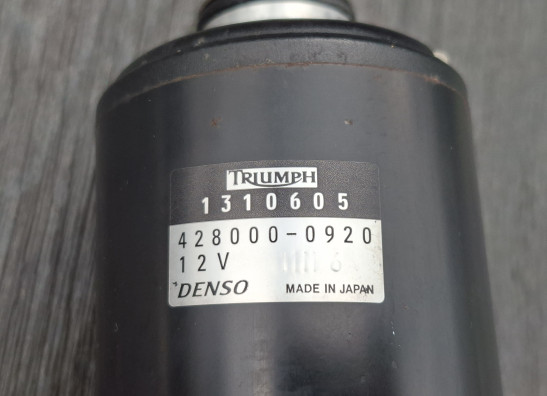 TRIUMPH
1310605
428000-0920
12V
DENSO MADE IN JAPAN